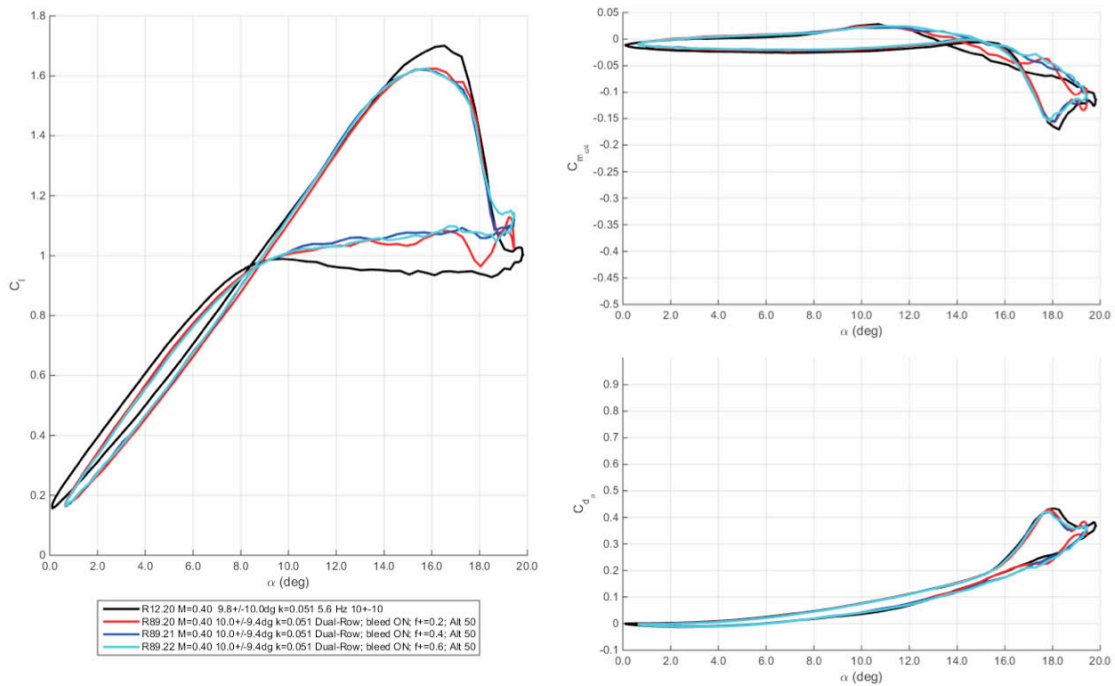 1.8
1.6
1.4
1.2
1
0.8
0.6
0.4
0.2
0
C_l
0.0 2.0 4.0 6.0 8.0 10.0 12.0 14.0 16.0 18.0 20.0
α (deg)
R12.20 M=0.40 9.8+/-10.0dg k=0.051 5.6 Hz 10+-10
R89.20 M=0.40 10.0+/-9.4dg k=0.051 Dual-Row; bleed ON; f+=0.2; Alt 50
R89.21 M=0.40 10.0+/-9.4dg k=0.051 Dual-Row; bleed ON; f+=0.4; Alt 50
R89.22 M=0.40 10.0+/-9.4dg k=0.051 Dual-Row; bleed ON; f+=0.6; Alt 50
0.05
0
-0.05
-0.1
-0.15
-0.2
-0.25
-0.3
-0.35
-0.4
-0.45
-0.5
C_m
0.0 2.0 4.0 6.0 8.0 10.0 12.0 14.0 16.0 18.0 20.0
α (deg)
0.9
0.8
0.7
0.6
0.5
0.4
0.3
0.2
0.1
0
-0.1
C_d_p
0.0 2.0 4.0 6.0 8.0 10.0 12.0 14.0 16.0 18.0 20.0
α (deg)